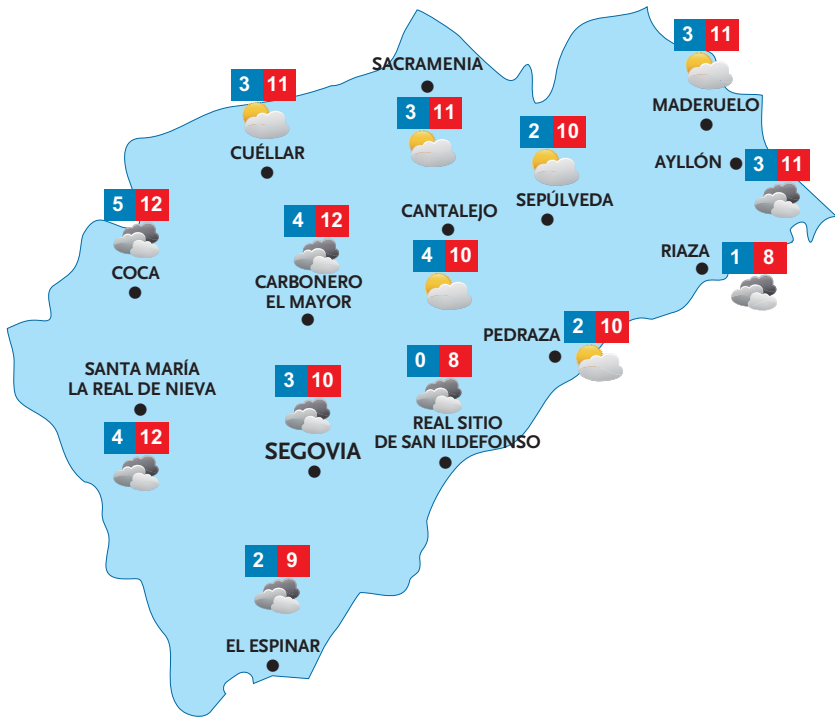 3 11
MADERUELO
SACRAMENIA
3 11
3 11
CUÉLLAR
2 10
SEPÚLVEDA
AYLLÓN
3 11
5 12
COCA
4 12
CARBONERO
EL MAYOR
CANTALEJO
4 10
RIAZA
1 8
PEDRAZA
2 10
SANTA MARÍA
LA REAL DE NIEVA
4 12
3 10
SEGOVIA
0 8
REAL SITIO
DE SAN ILDEFONSO
2 9
EL ESPINAR